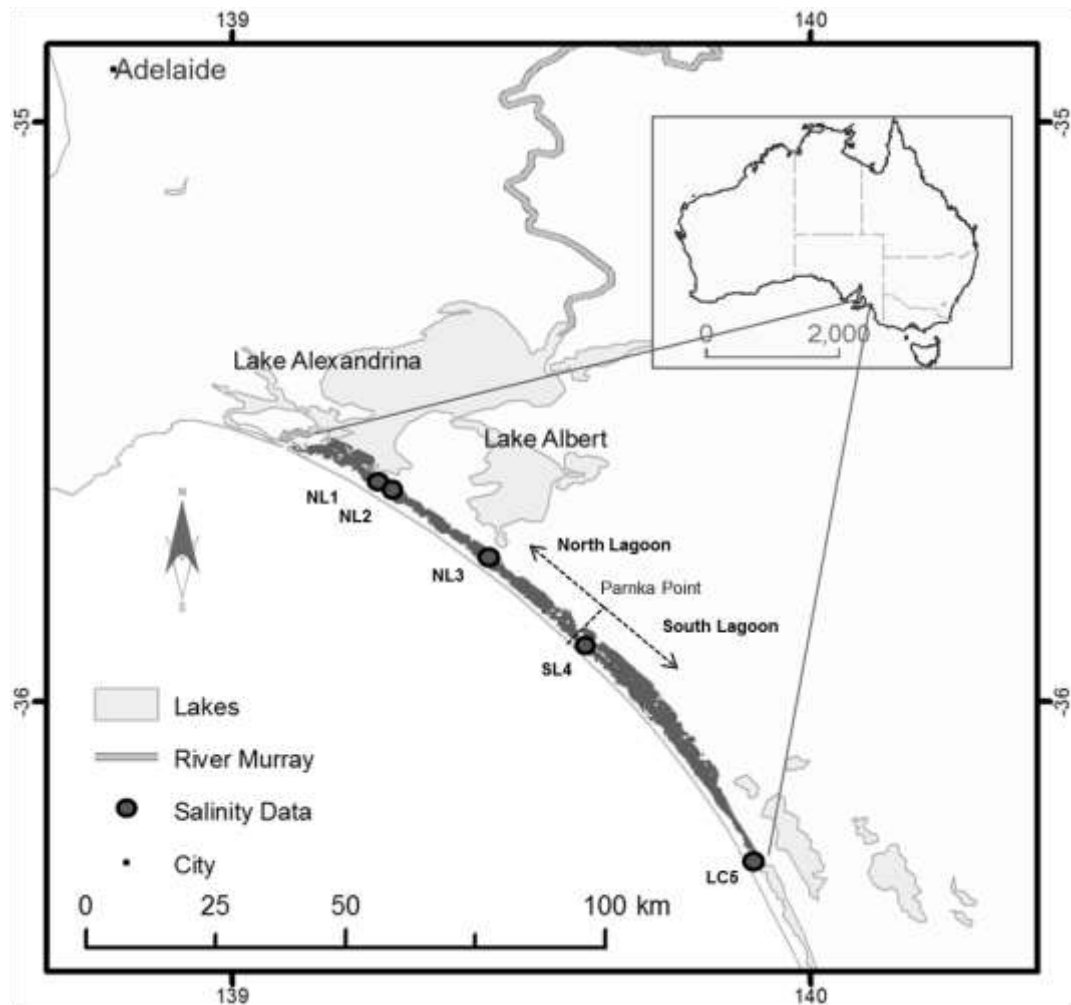 139 140
Adelaide
-35 -35
0 2,000
Lake Alexandrina
Lake Albert
NL1
NL2
N
NL3
North Lagoon
Parnka Point
S
South Lagoon
SL4
-36 -36
Lakes
River Murray
Salinity Data
City
LC5
0 25 50 100 km
139 140